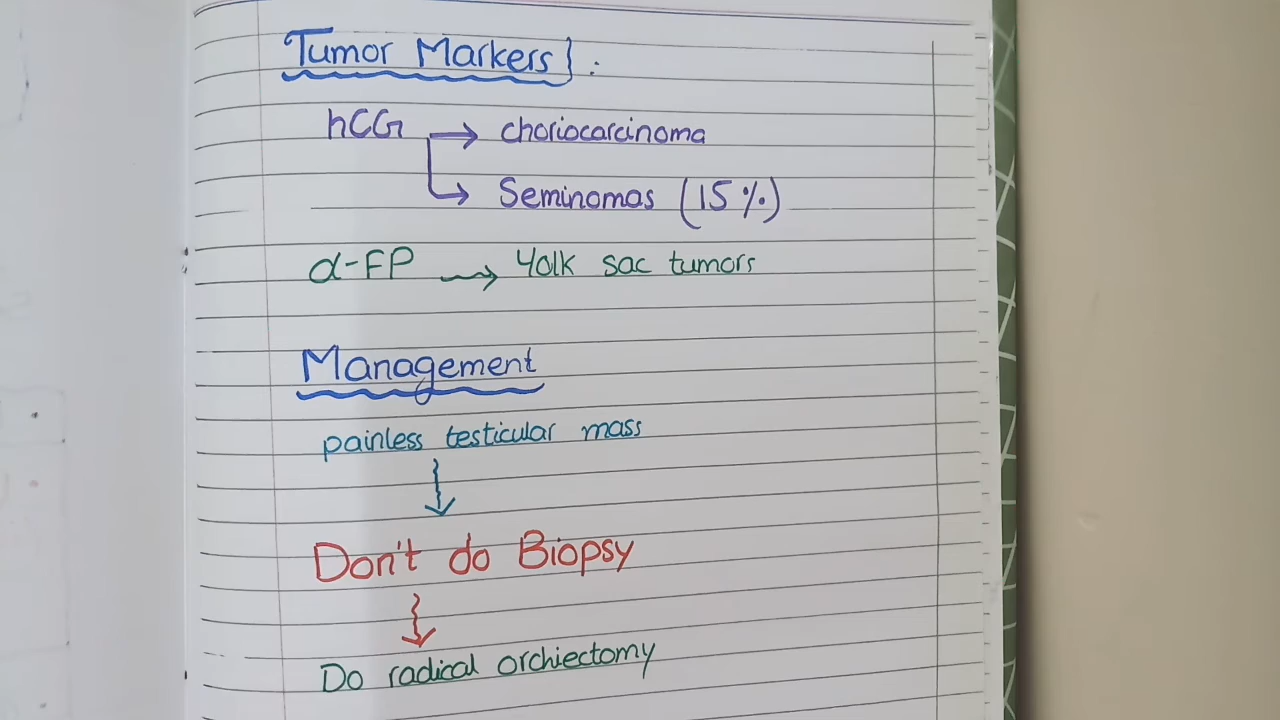 Tumor Markers} :
hCG → choriocarcinoma
↳ Seminomas (15%)
α-FP → Yolk sac tumors
Management
painless testicular mass
↓
Don't do Biopsy
↓
Do radical orchiectomy